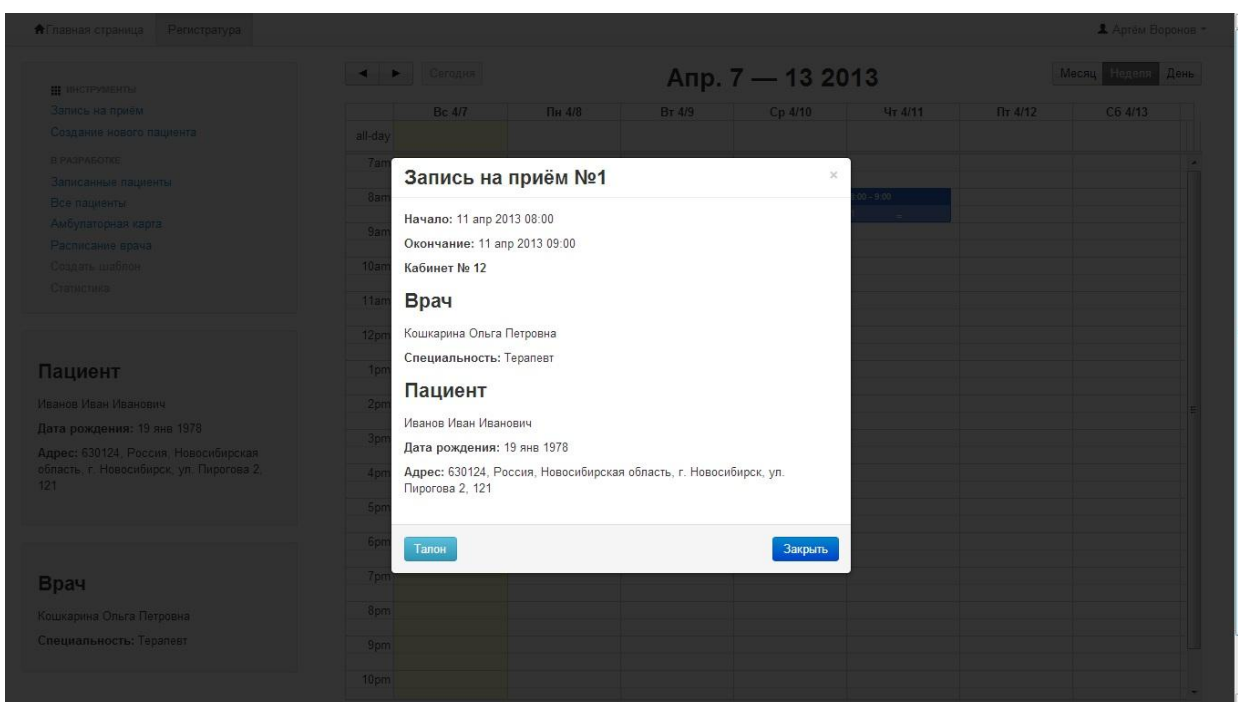 Главная страница Регистратура Артём Воронов
Сегодня Апр. 7 — 13 2013 Месяц Неделя День
ИНСТРУМЕНТЫ
Запись на приём
Создание нового пациента
В РАЗРАБОТКЕ
Записанные пациенты
Все пациенты
Амбулаторная карта
Расписание врача
Создать шаблон
Статистика
Пациент
Иванов Иван Иванович
Дата рождения: 19 янв 1978
Адрес: 630124, Россия, Новосибирская
область, г. Новосибирск, ул. Пирогова 2,
121
Врач
Кошкарина Ольга Петровна
Специальность: Терапевт
Вс 4/7 Пн 4/8 Вт 4/9 Ср 4/10 Чт 4/11 Пт 4/12 Сб 4/13
all-day
7am
8am
9am
10am
11am
12pm
1pm
2pm
3pm
4pm
5pm
6pm
7pm
8pm
9pm
10pm
- 9:00
Запись на приём №1 ×
Начало: 11 апр 2013 08:00
Окончание: 11 апр 2013 09:00
Кабинет № 12
Врач
Кошкарина Ольга Петровна
Специальность: Терапевт
Пациент
Иванов Иван Иванович
Дата рождения: 19 янв 1978
Адрес: 630124, Россия, Новосибирская область, г. Новосибирск, ул.
Пирогова 2, 121
Талон Закрыть